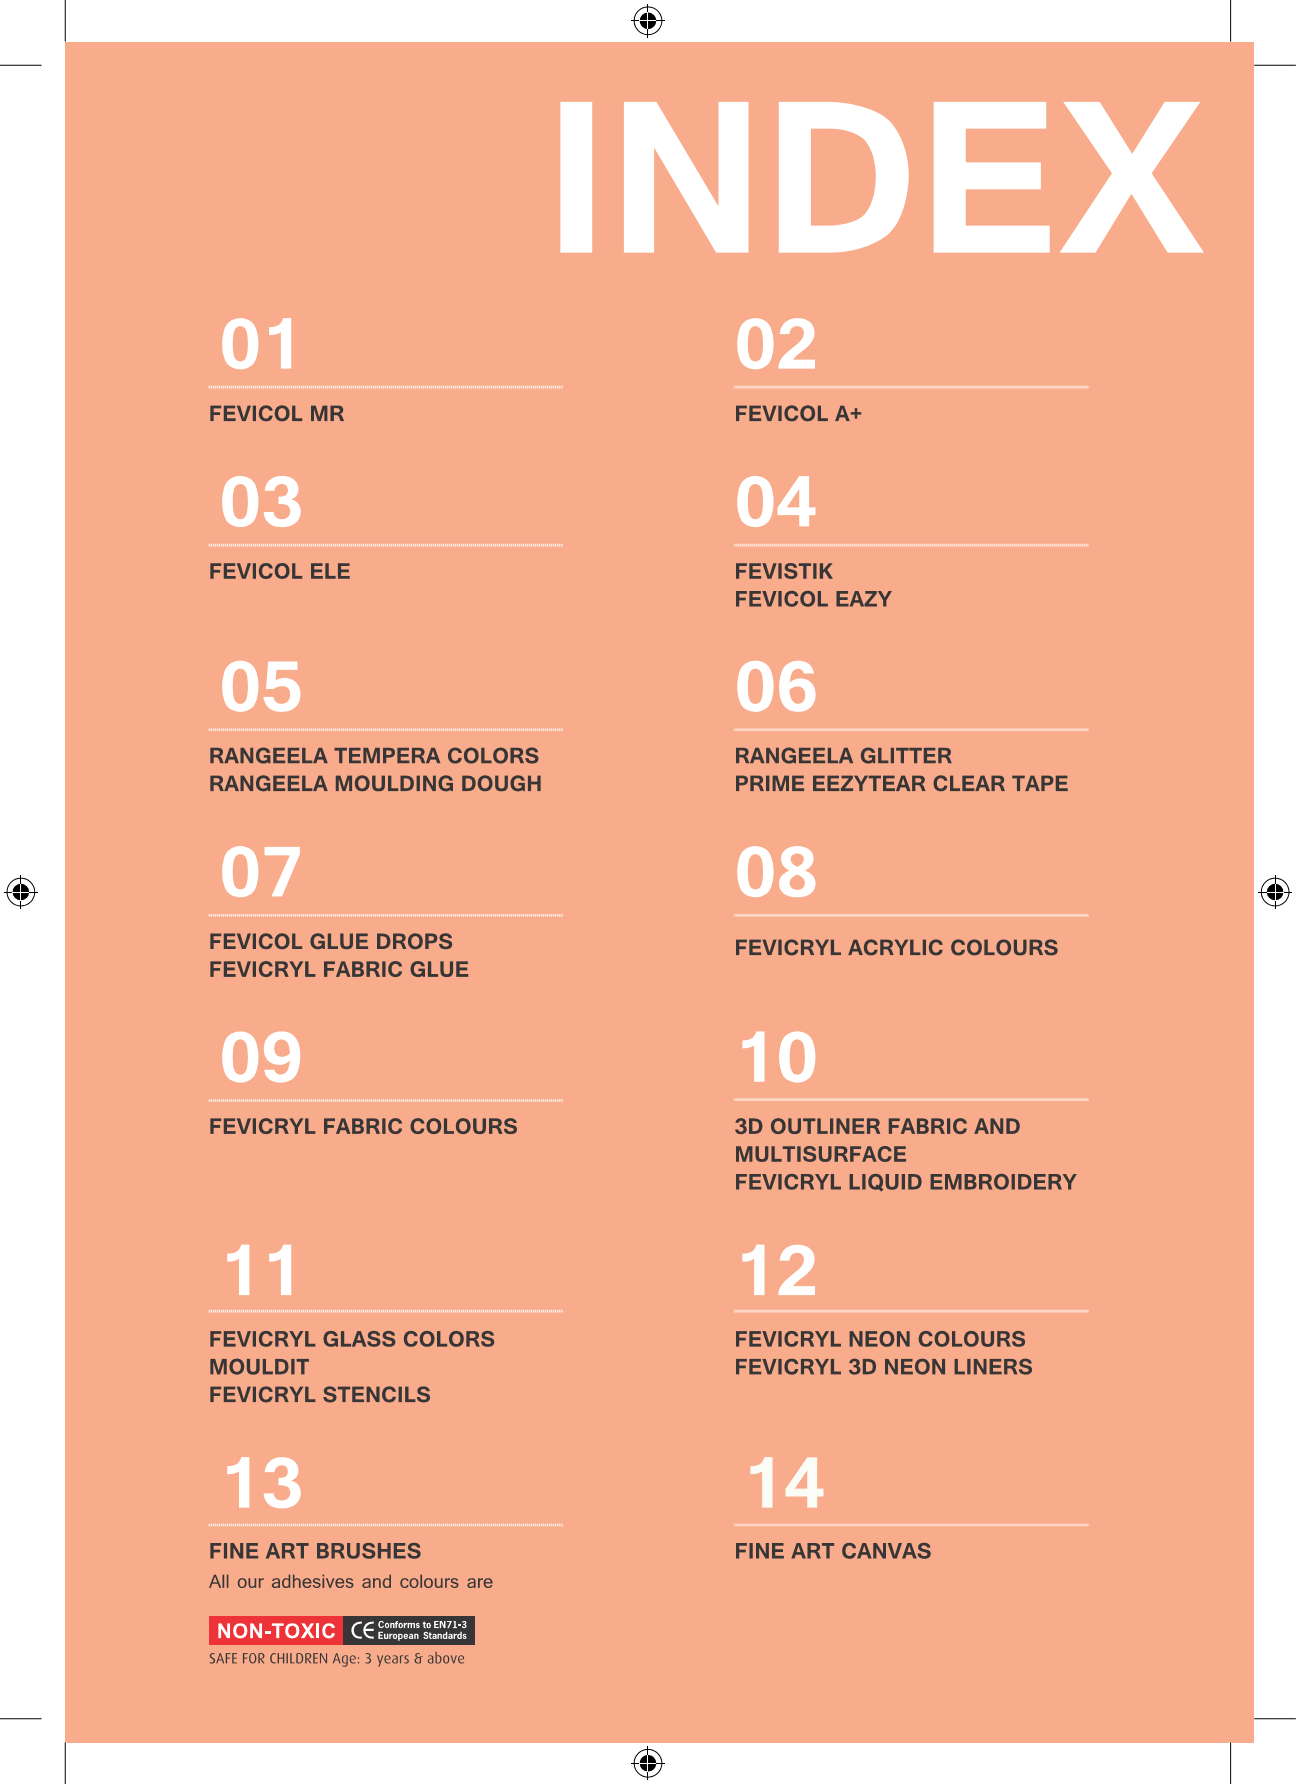 INDEX
01
FEVICOL MR
02
FEVICOL A+
03
FEVICOL ELE
04
FEVISTIK
FEVICOL EAZY
05
RANGEELA TEMPERA COLORS
RANGEELA MOULDING DOUGH
06
RANGEELA GLITTER
PRIME EEZYTEAR CLEAR TAPE
07
FEVICOL GLUE DROPS
FEVICRYL FABRIC GLUE
08
FEVICRYL ACRYLIC COLOURS
09
FEVICRYL FABRIC COLOURS
10
3D OUTLINER FABRIC AND
MULTISURFACE
FEVICRYL LIQUID EMBROIDERY
11
FEVICRYL GLASS COLORS
MOULDIT
FEVICRYL STENCILS
12
FEVICRYL NEON COLOURS
FEVICRYL 3D NEON LINERS
13
FINE ART BRUSHES
14
FINE ART CANVAS
All our adhesives and colours are
NON-TOXIC CE Conforms to EN71-3
European Standards
SAFE FOR CHILDREN Age: 3 years & above